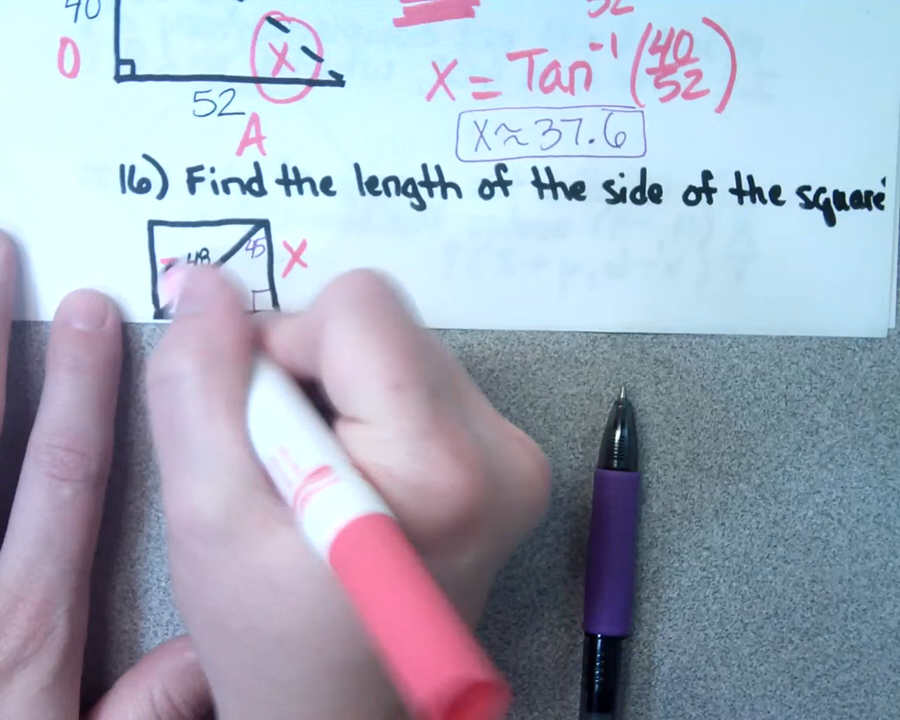 40
O
X
52
A
52
X = Tan⁻¹(40/52)
X ≈ 37.6
16) Find the length of the side of the square
48
45
X